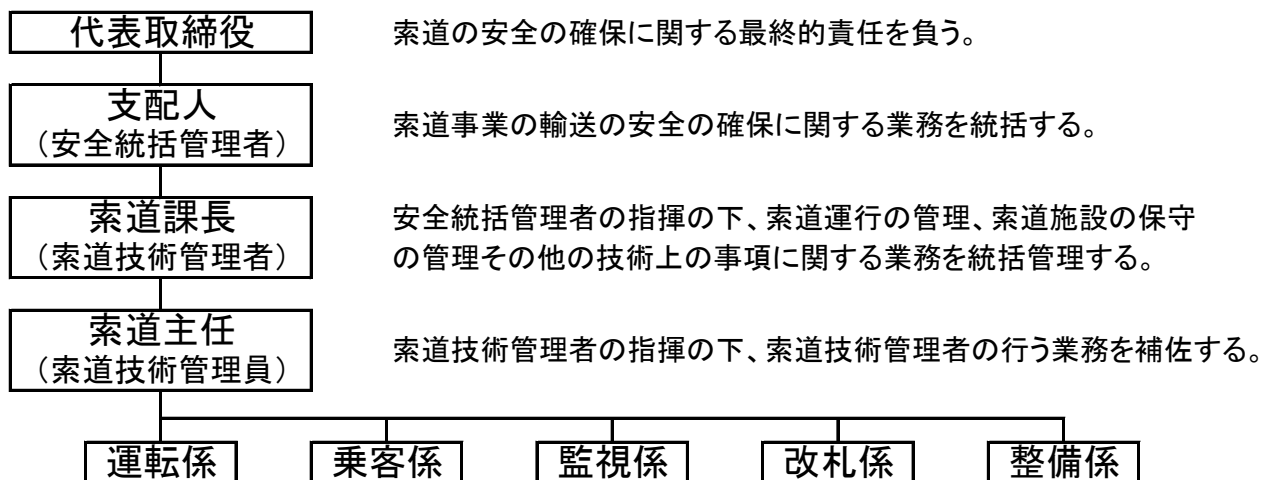 代表取締役
索道の安全の確保に関する最終的責任を負う。
支配人
（安全統括管理者）
索道事業の輸送の安全の確保に関する業務を統括する。
索道課長
（索道技術管理者）
安全統括管理者の指揮の下、索道運行の管理、索道施設の保守
の管理その他の技術上の事項に関する業務を統括管理する。
索道主任
（索道技術管理員）
索道技術管理者の指揮の下、索道技術管理者の行う業務を補佐する。
運転係
乗客係
監視係
改札係
整備係